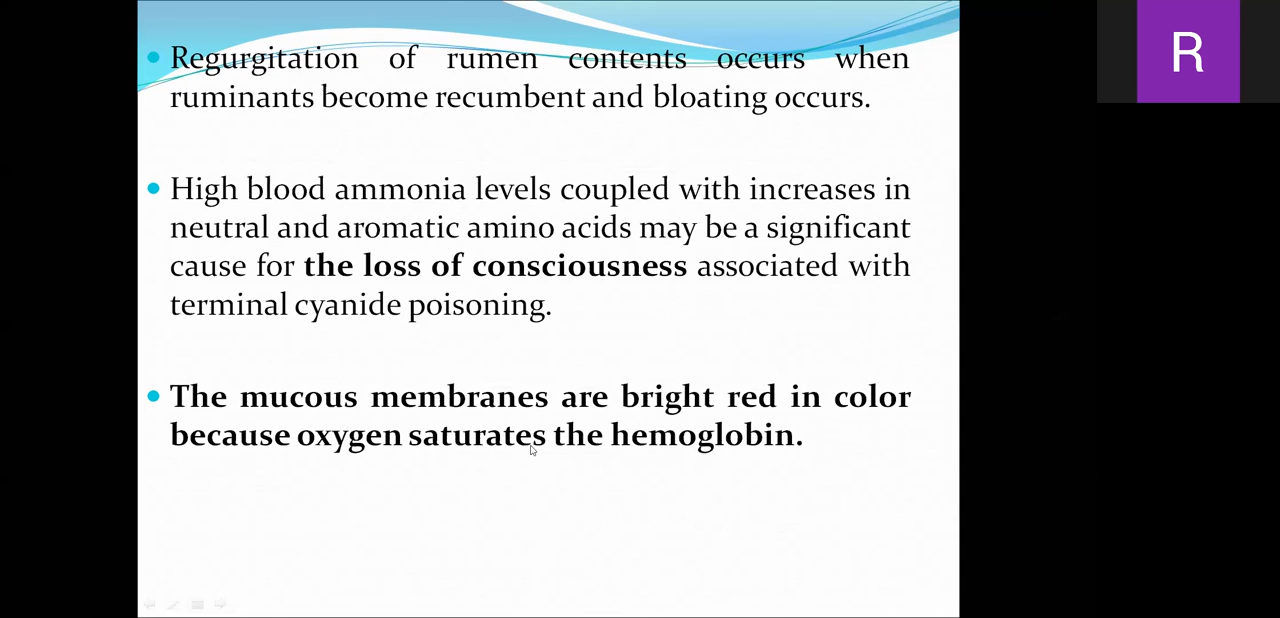 Regurgitation of rumen contents occurs when
ruminants become recumbent and bloating occurs.
High blood ammonia levels coupled with increases in
neutral and aromatic amino acids may be a significant
cause for the loss of consciousness associated with
terminal cyanide poisoning.
The mucous membranes are bright red in color
because oxygen saturates the hemoglobin.
R